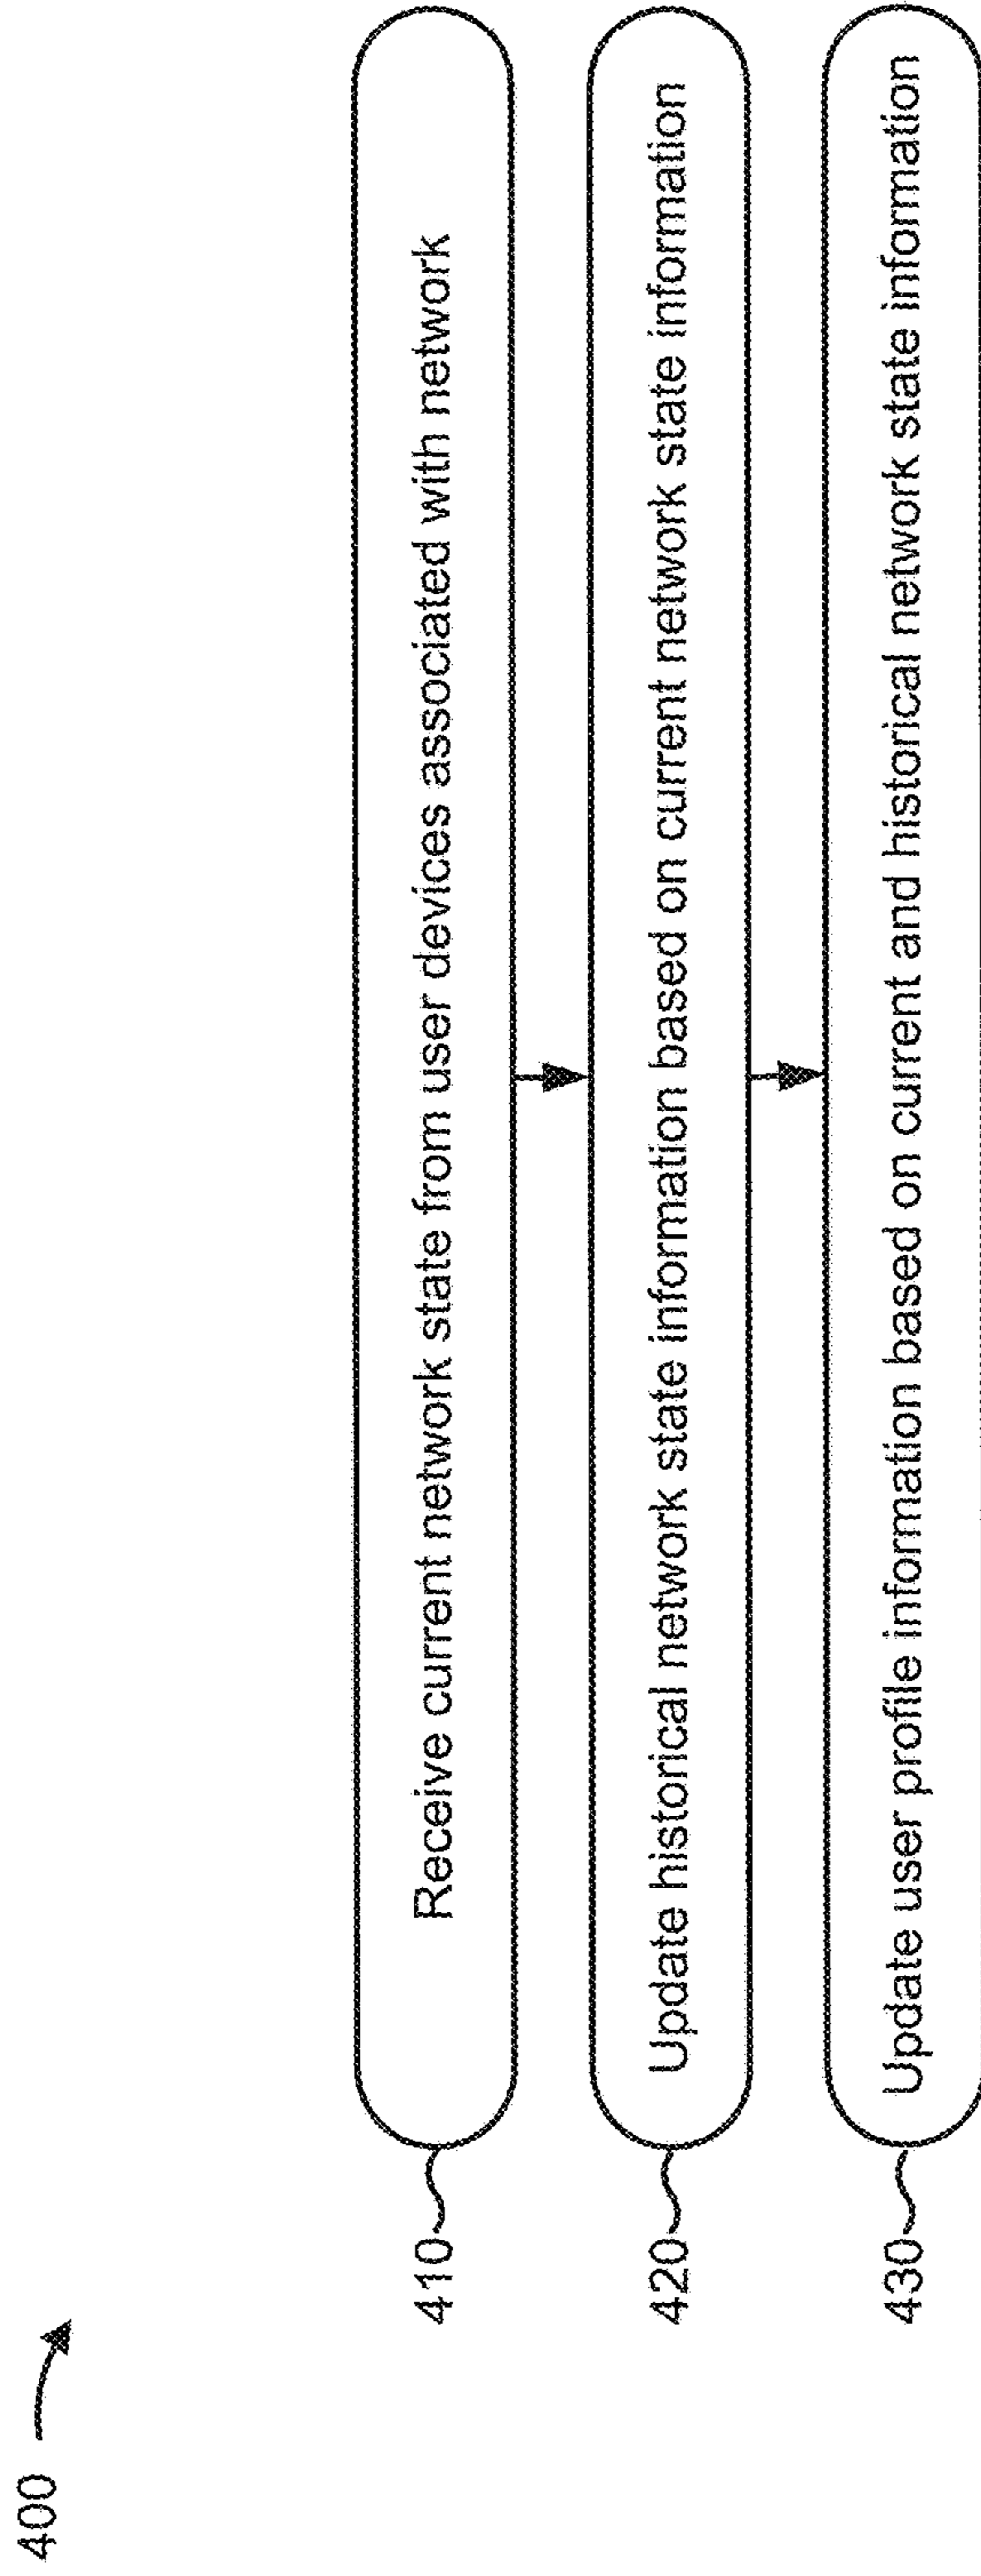 400
410
Receive current network state from user devices associated with network
420
Update historical network state information based on current network state information
430
Update user profile information based on current and historical network state information